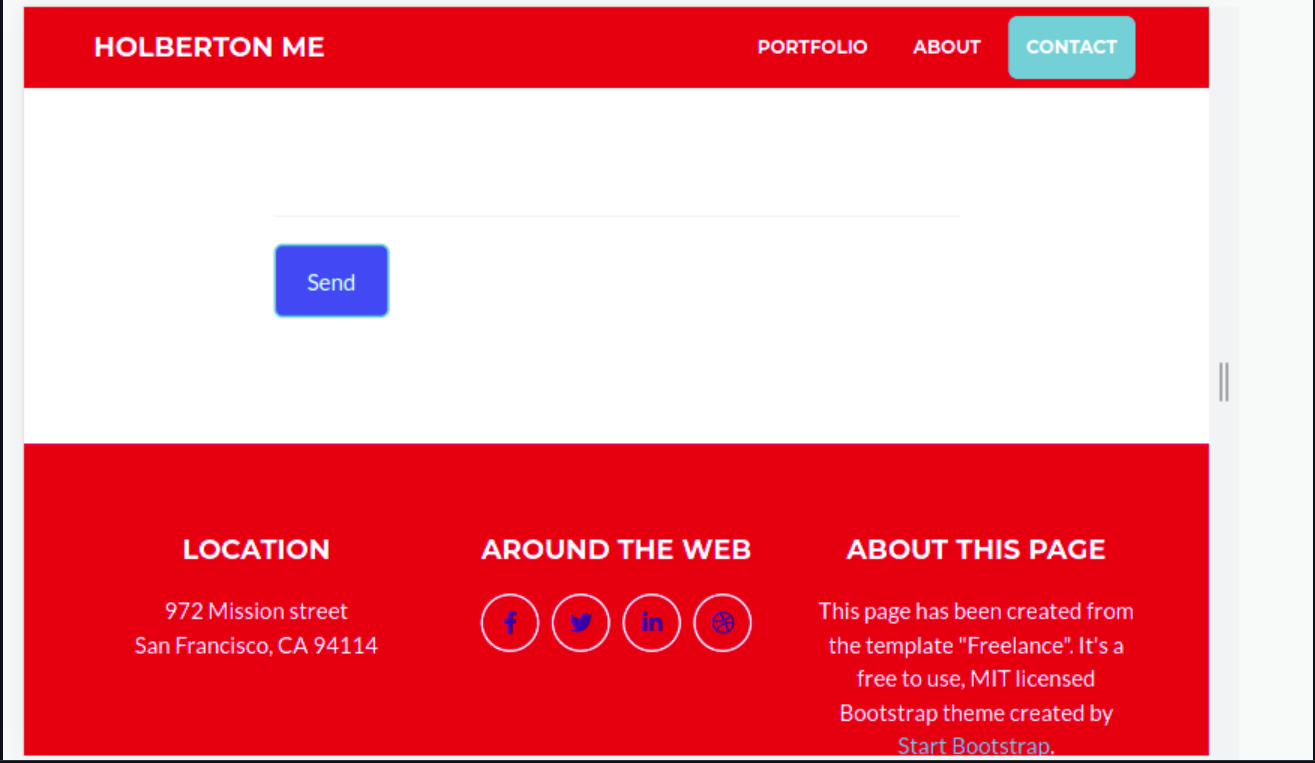 HOLBERTON ME
PORTFOLIO ABOUT CONTACT
Send
LOCATION
972 Mission street
San Francisco, CA 94114
AROUND THE WEB
ABOUT THIS PAGE
This page has been created from
the template "Freelance". It's a
free to use, MIT licensed
Bootstrap theme created by
Start Bootstrap.